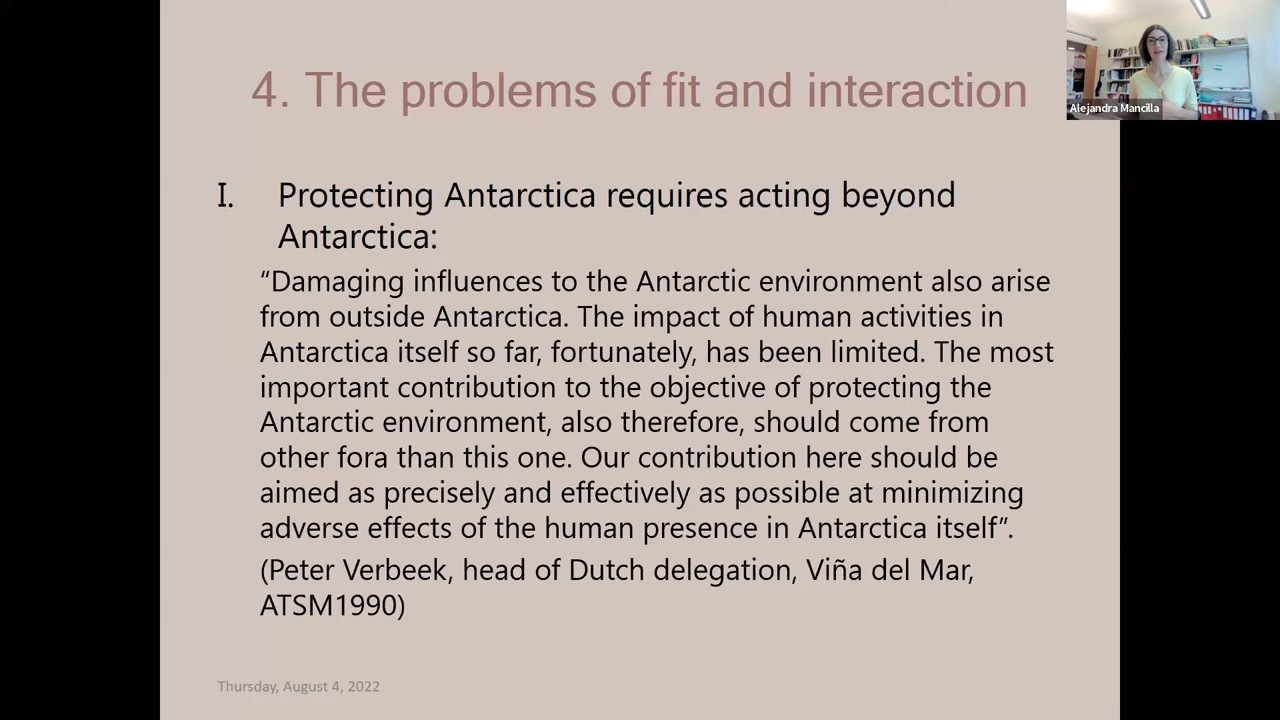 4. The problems of fit and interaction
Alejandra Mancilla
I. Protecting Antarctica requires acting beyond
Antarctica:
“Damaging influences to the Antarctic environment also arise
from outside Antarctica. The impact of human activities in
Antarctica itself so far, fortunately, has been limited. The most
important contribution to the objective of protecting the
Antarctic environment, also therefore, should come from
other fora than this one. Our contribution here should be
aimed as precisely and effectively as possible at minimizing
adverse effects of the human presence in Antarctica itself”.
(Peter Verbeek, head of Dutch delegation, Viña del Mar,
ATSM1990)
Thursday, August 4, 2022